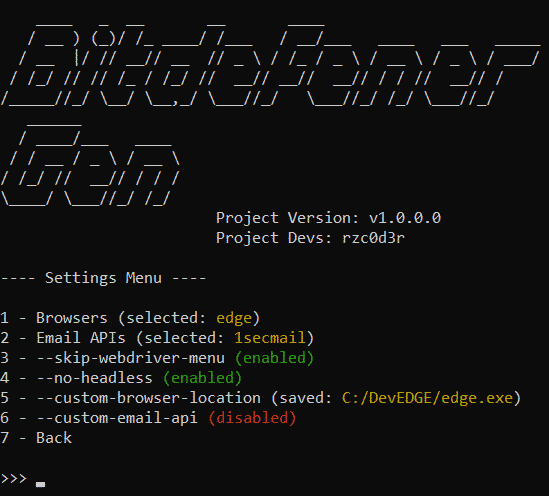 Bitdefener
Gen
Project Version: v1.0.0.0
Project Devs: rzc0d3r
---- Settings Menu ----
1 - Browsers (selected: edge)
2 - Email APIs (selected: 1secmail)
3 - --skip-webdriver-menu (enabled)
4 - --no-headless (enabled)
5 - --custom-browser-location (saved: C:/DevEDGE/edge.exe)
6 - --custom-email-api (disabled)
7 - Back
>>> _